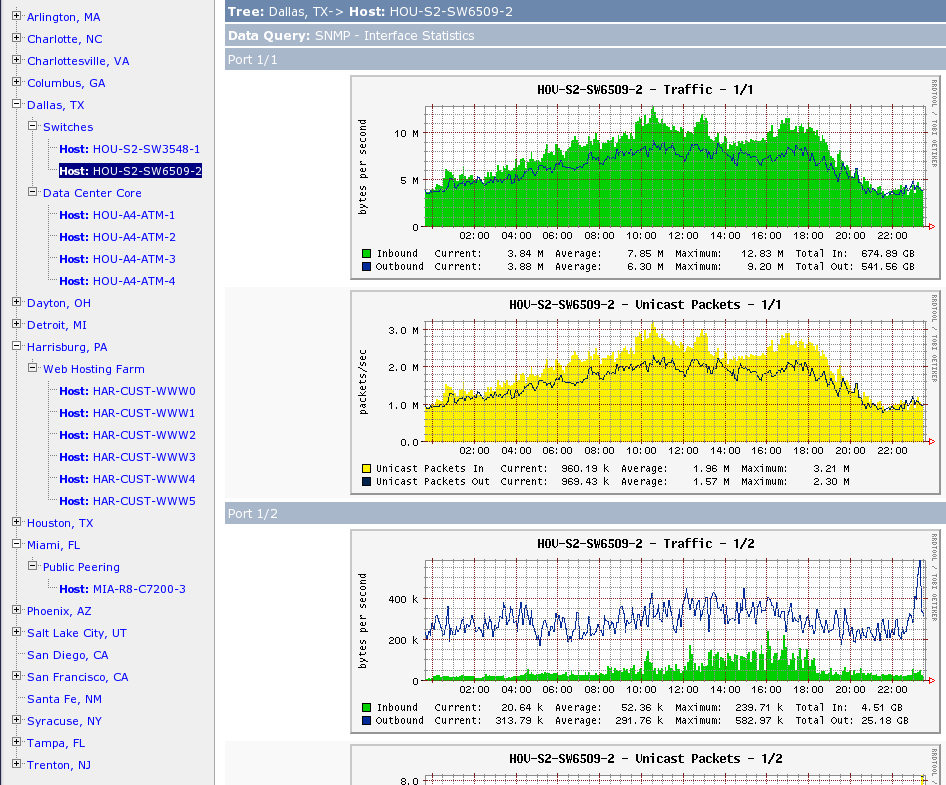 Arlington, MA
Charlotte, NC
Charlottesville, VA
Columbus, GA
Dallas, TX
Switches
Host: HOU-S2-SW3548-1
Host: HOU-S2-SW6509-2
Data Center Core
Host: HOU-A4-ATM-1
Host: HOU-A4-ATM-2
Host: HOU-A4-ATM-3
Host: HOU-A4-ATM-4
Dayton, OH
Detroit, MI
Harrisburg, PA
Web Hosting Farm
Host: HAR-CUST-WWW0
Host: HAR-CUST-WWW1
Host: HAR-CUST-WWW2
Host: HAR-CUST-WWW3
Host: HAR-CUST-WWW4
Host: HAR-CUST-WWW5
Houston, TX
Miami, FL
Public Peering
Host: MIA-R8-C7200-3
Phoenix, AZ
Salt Lake City, UT
San Diego, CA
San Francisco, CA
Santa Fe, NM
Syracuse, NY
Tampa, FL
Trenton, NJ
Tree: Dallas, TX-> Host: HOU-S2-SW6509-2
Data Query: SNMP - Interface Statistics
Port 1/1
HOU-S2-SW6509-2 - Traffic - 1/1
RRDTOOL / TOBI OETIKER
bytes per second
10 M
5 M
0
02:00 04:00 06:00 08:00 10:00 12:00 14:00 16:00 18:00 20:00 22:00
Inbound Current: 3.84 M Average: 7.85 M Maximum: 12.83 M Total In: 674.89 GB
Outbound Current: 3.88 M Average: 6.30 M Maximum: 9.20 M Total Out: 541.56 GB
HOU-S2-SW6509-2 - Unicast Packets - 1/1
RRDTOOL / TOBI OETIKER
packets/sec
3.0 M
2.0 M
1.0 M
0.0
02:00 04:00 06:00 08:00 10:00 12:00 14:00 16:00 18:00 20:00 22:00
Unicast Packets In Current: 960.19 k Average: 1.96 M Maximum: 3.21 M
Unicast Packets Out Current: 969.43 k Average: 1.57 M Maximum: 2.30 M
Port 1/2
HOU-S2-SW6509-2 - Traffic - 1/2
RRDTOOL / TOBI OETIKER
bytes per second
400 k
200 k
0
02:00 04:00 06:00 08:00 10:00 12:00 14:00 16:00 18:00 20:00 22:00
Inbound Current: 20.64 k Average: 52.36 k Maximum: 239.71 k Total In: 4.51 GB
Outbound Current: 313.79 k Average: 291.76 k Maximum: 582.97 k Total Out: 25.18 GB
HOU-S2-SW6509-2 - Unicast Packets - 1/2
RRDTOOL /
8.0